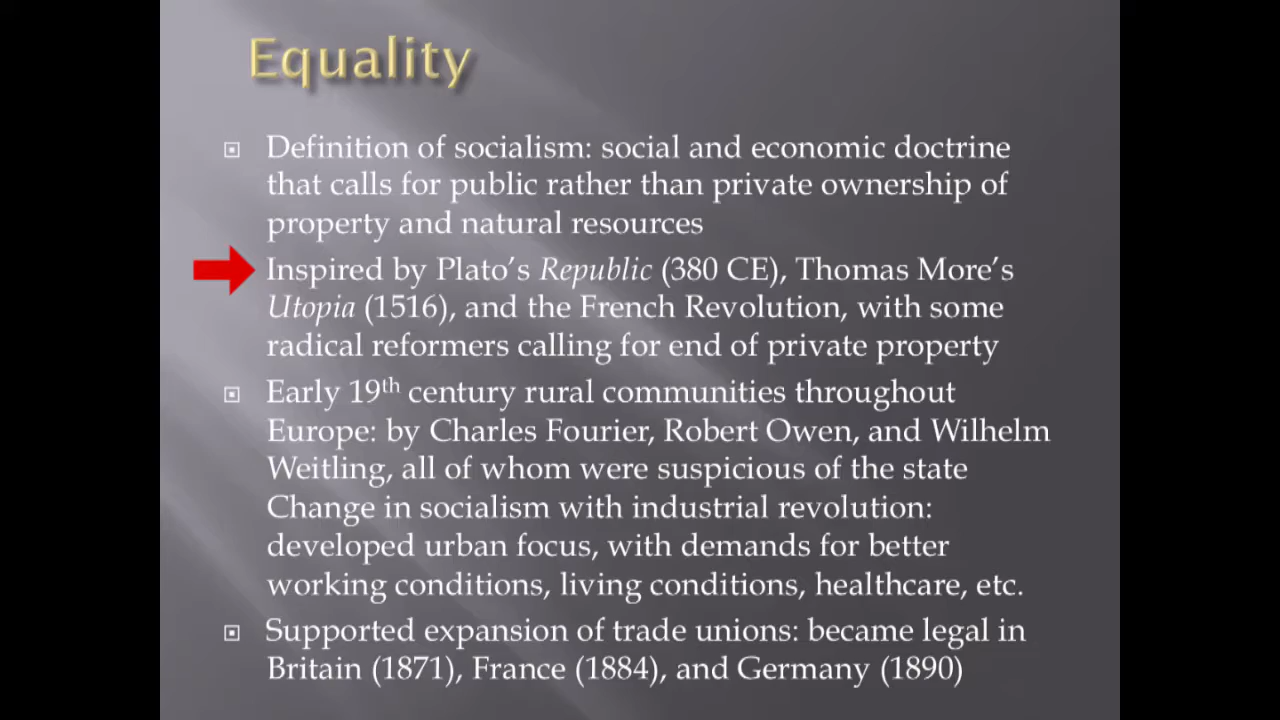 Equality
Definition of socialism: social and economic doctrine
that calls for public rather than private ownership of
property and natural resources
Inspired by Plato's Republic (380 CE), Thomas More's
Utopia (1516), and the French Revolution, with some
radical reformers calling for end of private property
Early 19th century rural communities throughout
Europe: by Charles Fourier, Robert Owen, and Wilhelm
Weitling, all of whom were suspicious of the state
Change in socialism with industrial revolution:
developed urban focus, with demands for better
working conditions, living conditions, healthcare, etc.
Supported expansion of trade unions: became legal in
Britain (1871), France (1884), and Germany (1890)